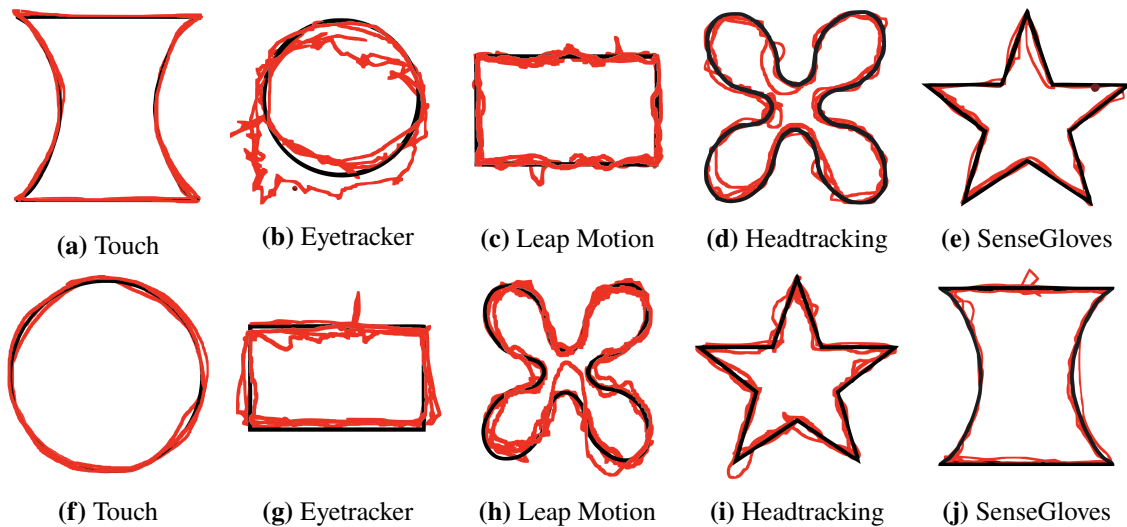 (a) Touch
(b) Eyetracker
(c) Leap Motion
(d) Headtracking
(e) SenseGloves
(f) Touch
(g) Eyetracker
(h) Leap Motion
(i) Headtracking
(j) SenseGloves